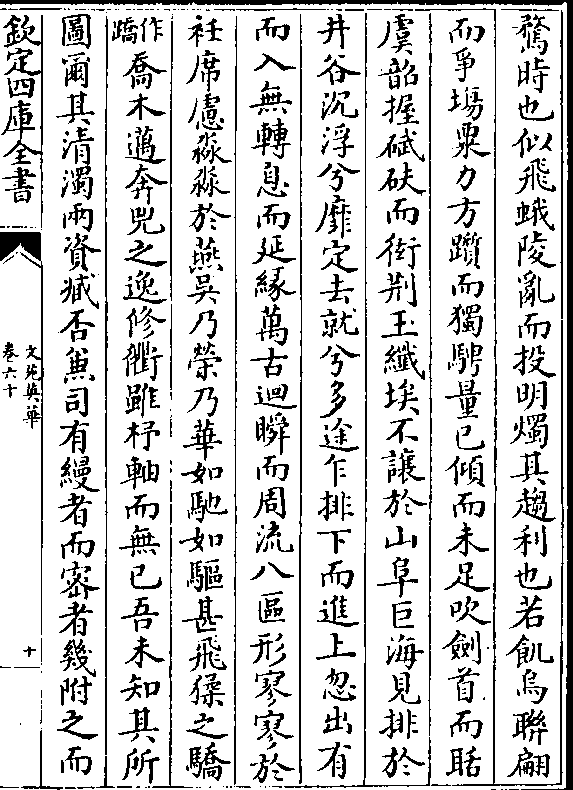 騖時也似飛蛾陵亂而投明燭其趨利也若飢烏聯翩
而爭塲粟力方躓而獨騁量已傾而未足吹劍首而聒
虞韶握碔砆而衒荆玉纖埃不讓於山阜巨海見排於
井谷沉浮兮靡定去就兮多途乍排下而進上忽出有
而入無轉息而延緣萬古迴瞬而周流八區形寥寥於
衽席慮淼淼於燕吳乃榮乃華如馳如驅甚飛猱之驕
作蹻喬木邁奔兕之逸修衢雖杼軸而無已吾未知其所
圖爾其清濁兩資臧否兼司有縵者而密者幾附之而
欽定四庫全書
文苑英華
卷六十
十